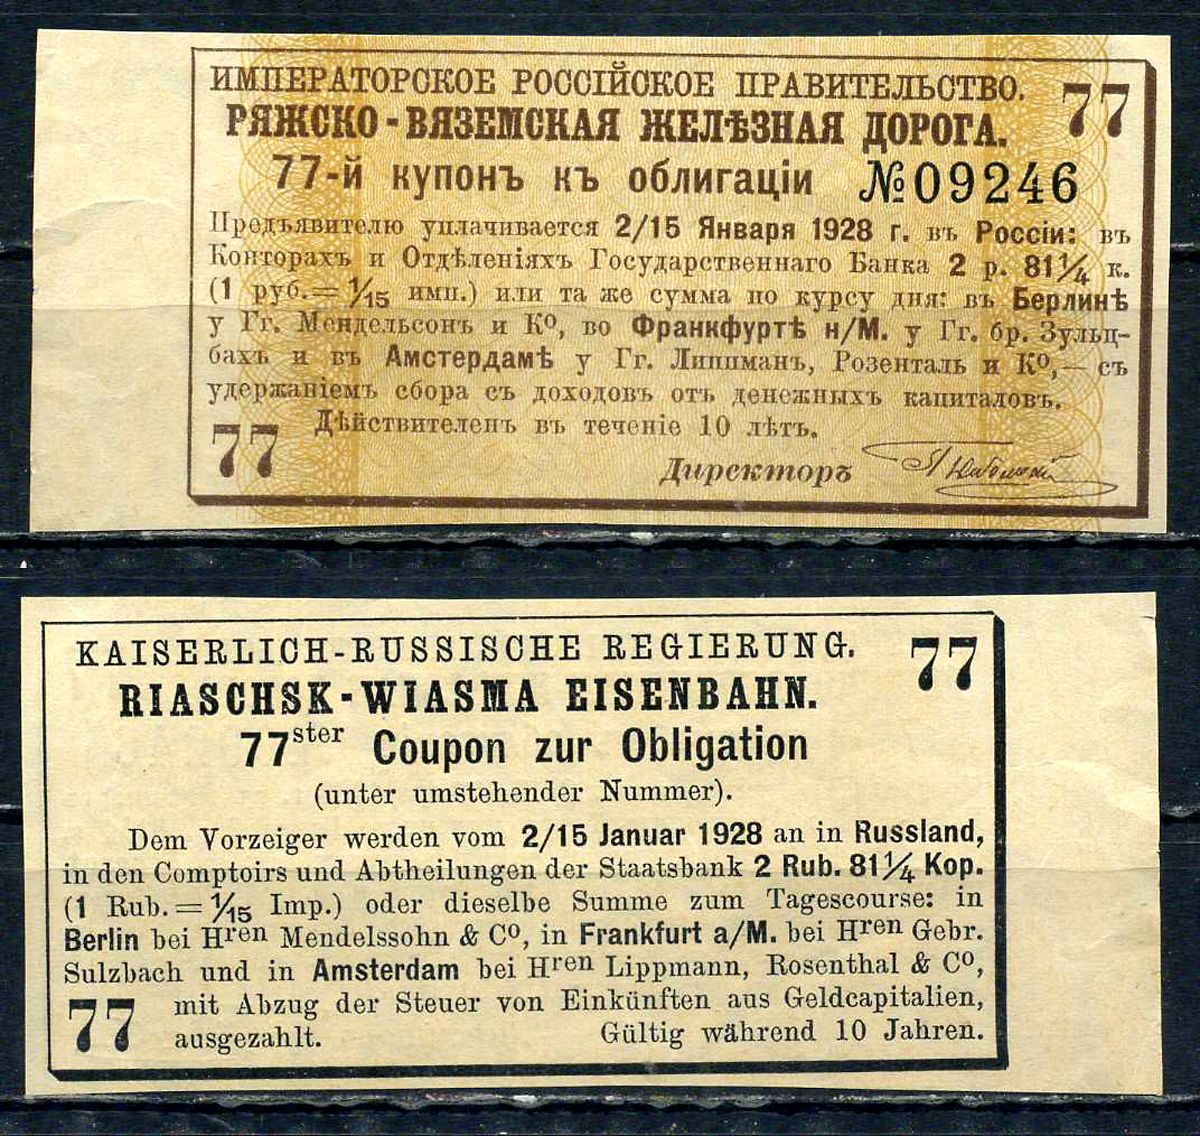 ИМПЕРАТОРСКОЕ РОССІЙСКОЕ ПРАВИТЕЛЬСТВО.
77
РЯЖСКО-ВЯЗЕМСКАЯ ЖЕЛѢЗНАЯ ДОРОГА.
77-й купонъ къ облигаціи №09246
Предъявителю уплачивается 2/15 Января 1928 г. въ Россіи: въ
Конторахъ и Отдѣленіяхъ Государственнаго Банка 2 р. 81¼ к.
(1 руб.= 1/15 имп.) или та же сумма по курсу дня: въ Берлинѣ
у Гг. Мендельсонъ и Ко, во Франкфуртѣ н/М. у Гг. бр. Зульц-
бахъ и въ Амстердамѣ у Гг. Липпманъ, Розенталь и Ко,— съ
удержаніемъ сбора съ доходовъ отъ денежныхъ капиталовъ.
77
Дѣйствителенъ въ теченіе 10 лѣтъ.
Директоръ
KAISERLICH-RUSSISCHE REGIERUNG.
77
RIASCHSK-WIASMA EISENBAHN.
77ster Coupon zur Obligation
(unter umstehender Nummer).
Dem Vorzeiger werden vom 2/15 Januar 1928 an in Russland,
in den Comptoirs und Abtheilungen der Staatsbank 2 Rub. 81¼ Kop.
(1 Rub. = 1/15 Imp.) oder dieselbe Summe zum Tagescourse: in
Berlin bei Hren Mendelssohn & Co, in Frankfurt a/M. bei Hren Gebr.
Sulzbach und in Amsterdam bei Hren Lippmann, Rosenthal & Co,
77
mit Abzug der Steuer von Einkünften aus Geldcapitalien,
ausgezahlt. Gültig während 10 Jahren.